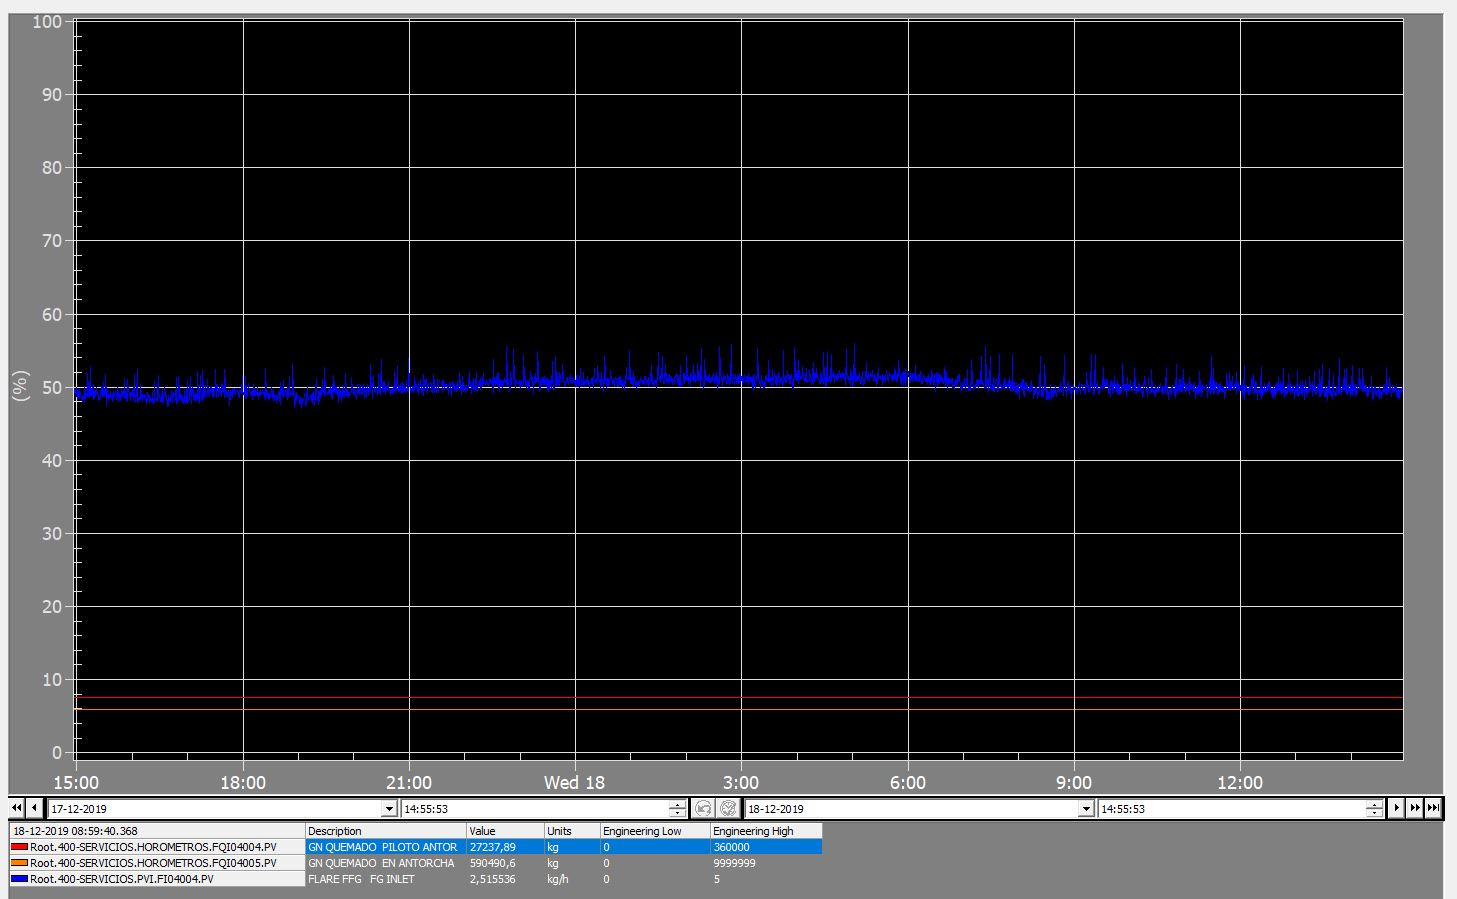 100
90
80
70
60
50
40
30
20
10
0
(%)
15:00 18:00 21:00 Wed 18 3:00 6:00 9:00 12:00
17-12-2019 14:55:53 18-12-2019 14:55:53
18-12-2019 08:59:40.368 Description Value Units Engineering Low Engineering High
Root.400-SERVICIOS.HOROMETROS.FQI04004.PV GN QUEMADO PILOTO ANTOR 27237,89 kg 0 360000
Root.400-SERVICIOS.HOROMETROS.FQI04005.PV GN QUEMADO EN ANTORCHA 590490,6 kg 0 9999999
Root.400-SERVICIOS.PVI.FI04004.PV FLARE FFG FG INLET 2,515536 kg/h 0 5